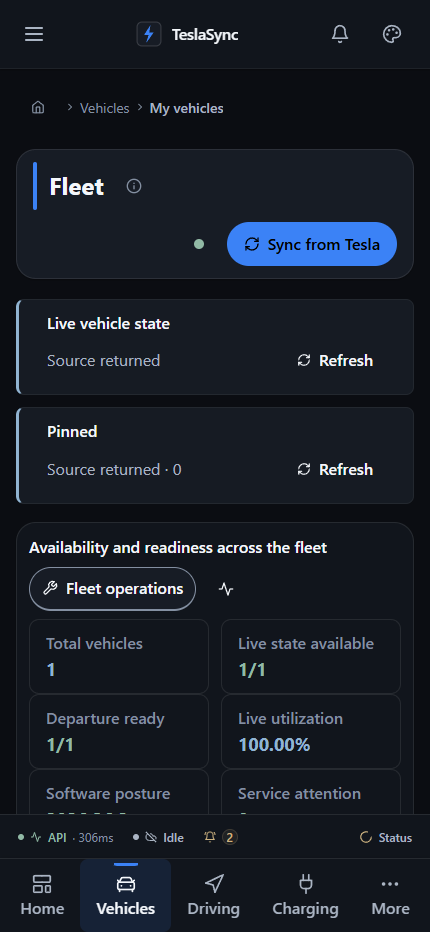 TeslaSync
Vehicles
My vehicles
Fleet
Sync from Tesla
Live vehicle state
Source returned
Refresh
Pinned
Source returned · 0
Refresh
Availability and readiness across the fleet
Fleet operations
Total vehicles
1
Live state available
1/1
Departure ready
1/1
Live utilization
100.00%
Software posture
Service attention
API · 306ms
Idle
2
Status
Home
Vehicles
Driving
Charging
More